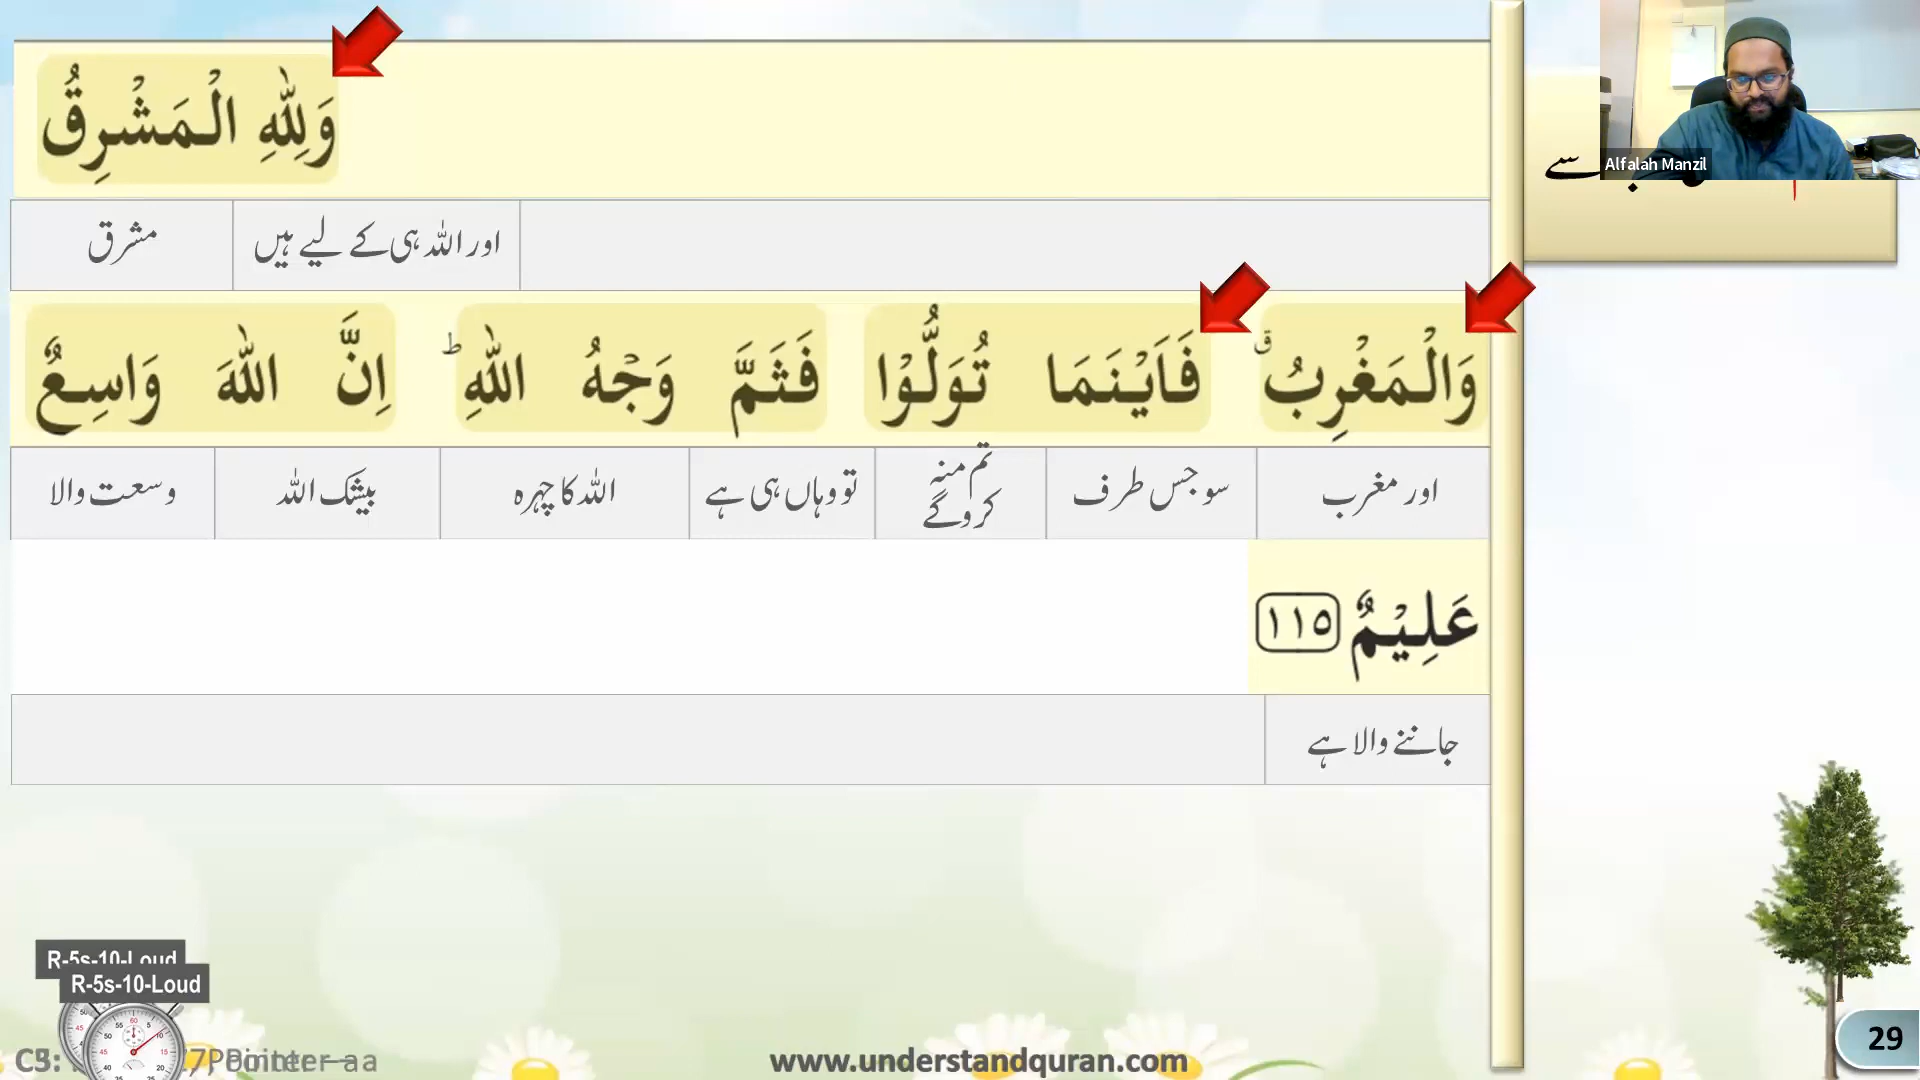 وَلِلّٰهِ الْمَشْرِقُ
اور اللہ ہی کے لیے ہیں مشرق
وَالْمَغْرِبُ ۗ فَاَيْنَمَا تُوَلُّوْا فَثَمَّ وَجْهُ اللّٰهِ ؕ اِنَّ اللّٰهَ وَاسِعٌ
اور مغرب سو جس طرف تم منہ کروگے تو وہاں ہی ہے اللہ کا چہرہ بیشک اللہ وسعت والا
عَلِيْمٌ ١١٥
جاننے والا ہے
سے
Alfalah Manzil
R-5s-10-Loud
R-5s-10-Loud
www.understandquran.com
29